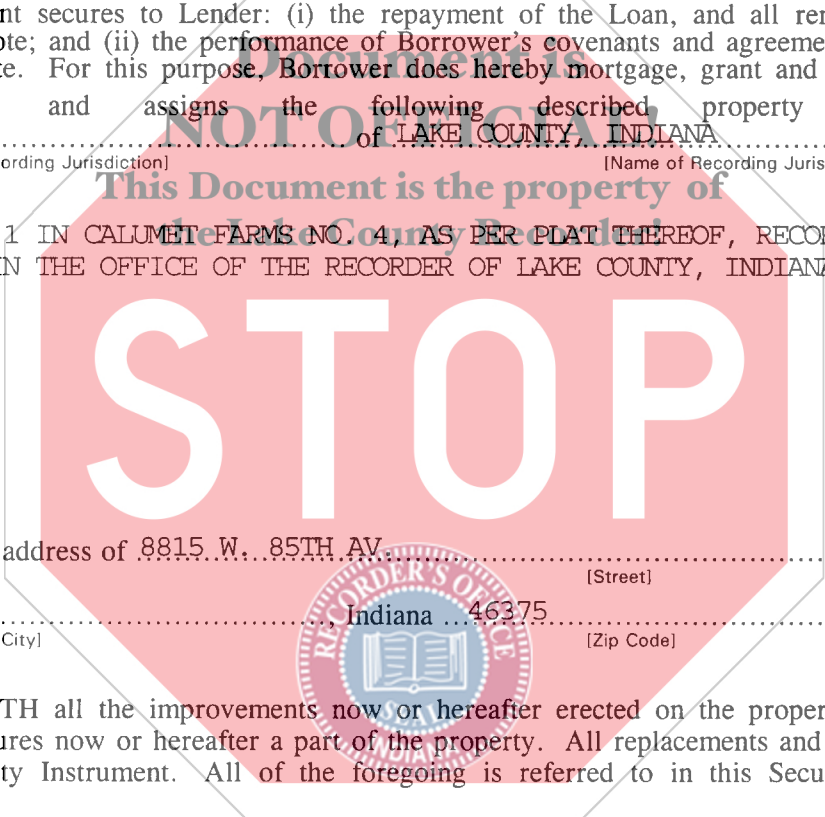 nt secures to Lender: (i) the repayment of the Loan, and all ren
ote; and (ii) the performance of Borrower's covenants and agreeme
e. For this purpose, Borrower does hereby mortgage, grant and
Document is
and assigns the following described property
NOT OFFICIAL!
of LAKE COUNTY, INDIANA
ording Jurisdiction] [Name of Recording Juris
This Document is the property of
the Lake County Recorder!
1 IN CALUMET FARMS NO. 4, AS PER PLAT THEREOF, RECOR
IN THE OFFICE OF THE RECORDER OF LAKE COUNTY, INDIANA
STOP
address of 8815 W. 85TH AV.
[Street]
, Indiana 46375
City] [Zip Code]
RECORDER'S OFFICE
SEAL
INDIANA
TH all the improvements now or hereafter erected on the proper
ures now or hereafter a part of the property. All replacements and
ty Instrument. All of the foregoing is referred to in this Secu